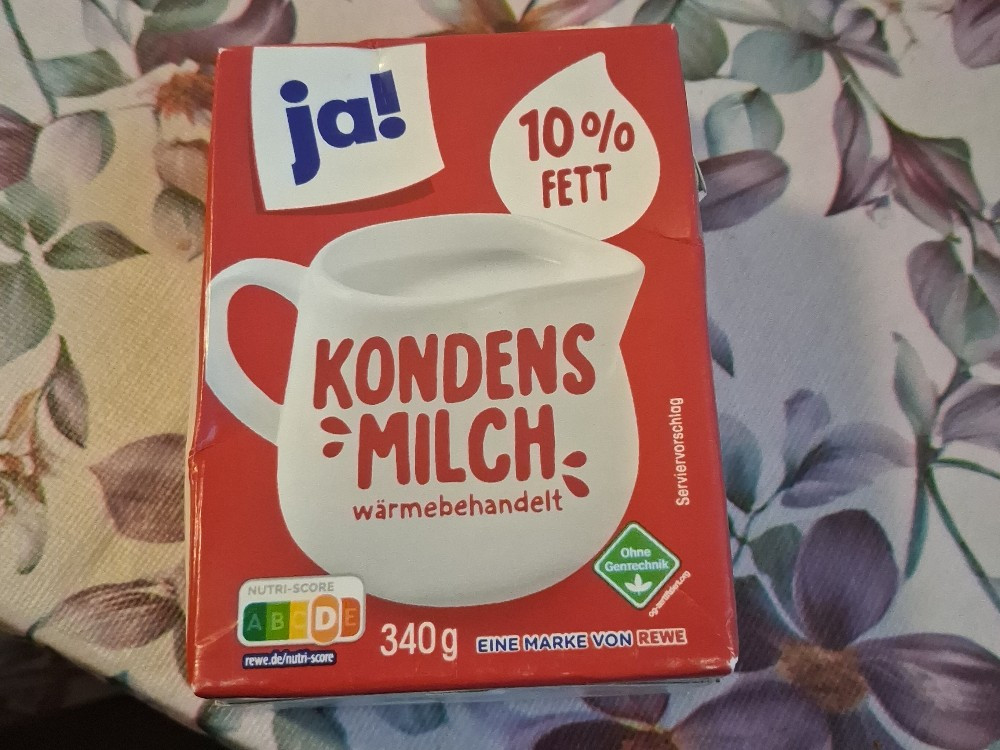 ja!
10% FETT
KONDENS
MILCH
wärmebehandelt
Serviervorschlag
Ohne
Gentechnik
NUTRI-SCORE
A B C D E
rewe.de/nutri-score
340g
EINE MARKE VON REWE